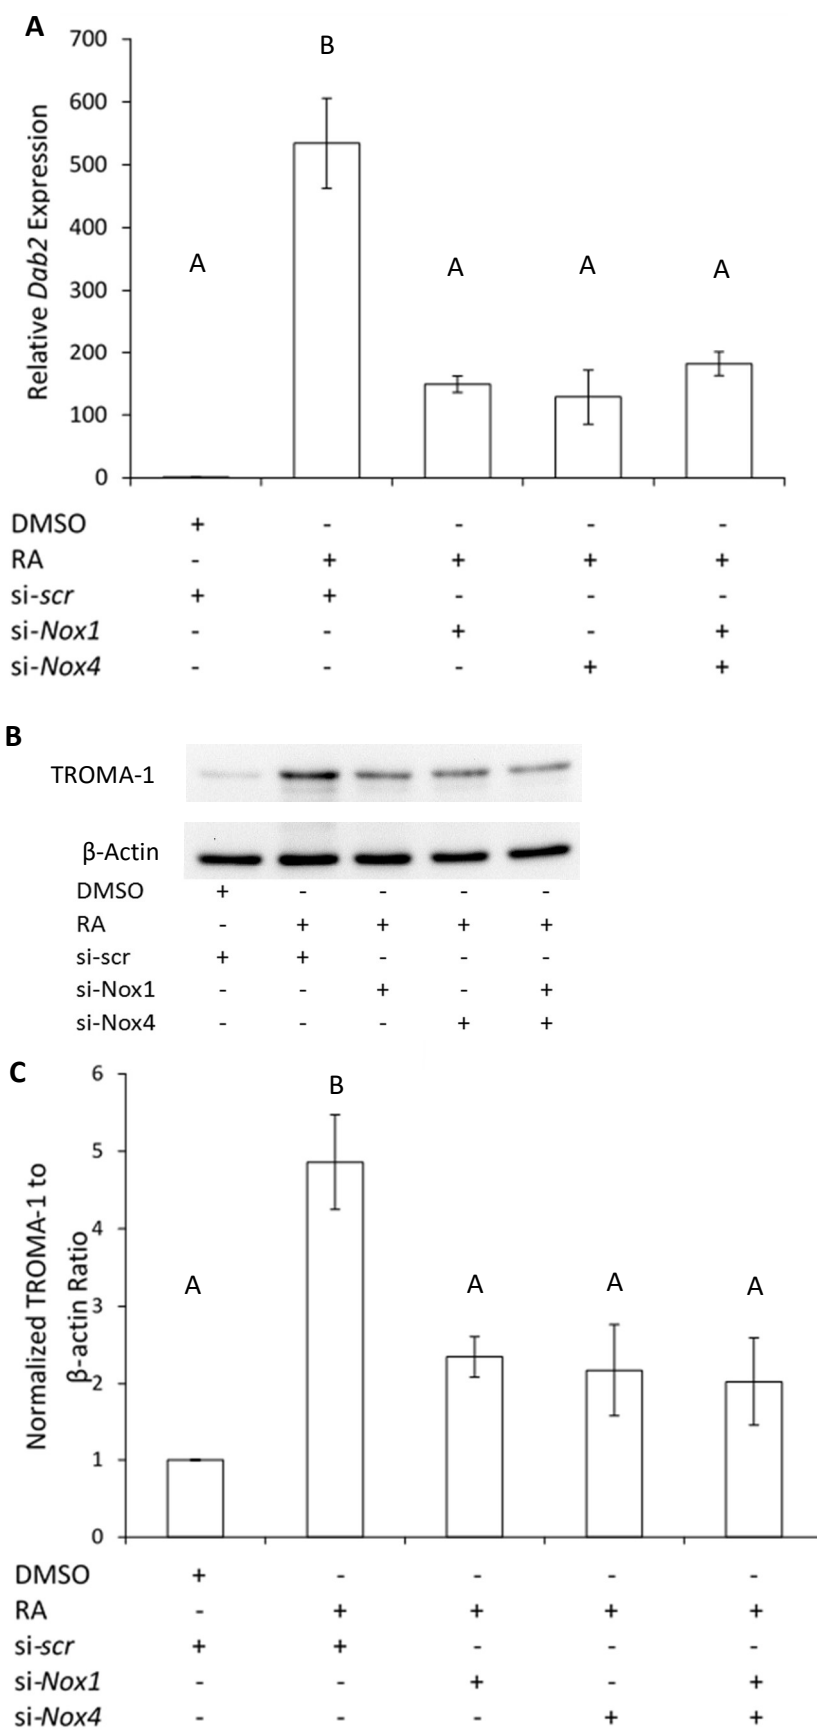 A
700
600
500
400
300
200
100
0
Relative Dab2 Expression
A B A A A
DMSO + - - - -
RA - + + + +
si-scr + + - - -
si-Nox1 - - + - +
si-Nox4 - - - + +
B
TROMA-1
β-Actin
DMSO + - - - -
RA - + + + +
si-scr + + - - -
si-Nox1 - - + - +
si-Nox4 - - - + +
C
6
5
4
3
2
1
0
Normalized TROMA-1 to
β-actin Ratio
A B A A A
DMSO + - - - -
RA - + + + +
si-scr + + - - -
si-Nox1 - - + - +
si-Nox4 - - - + +